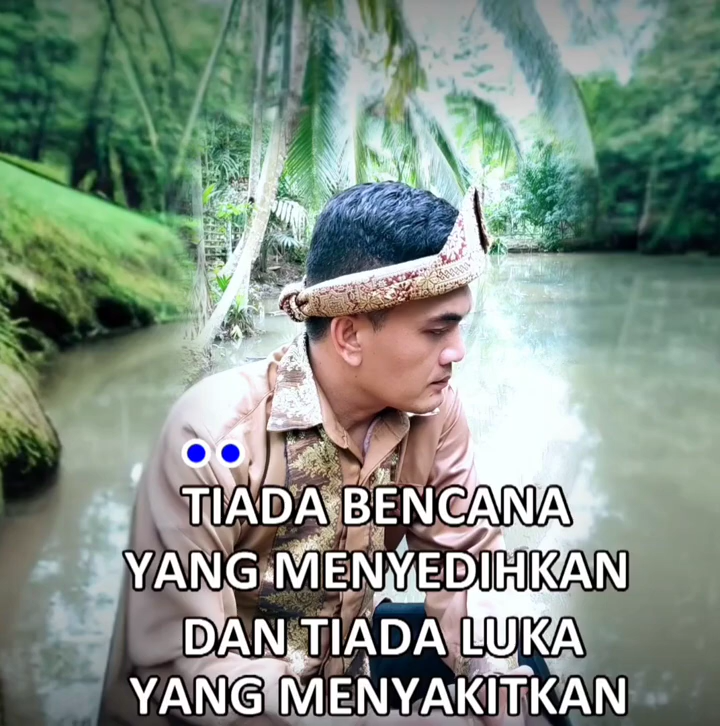 TIADA BENCANA
YANG MENYEDIHKAN
DAN TIADA LUKA
YANG MENYAKITKAN